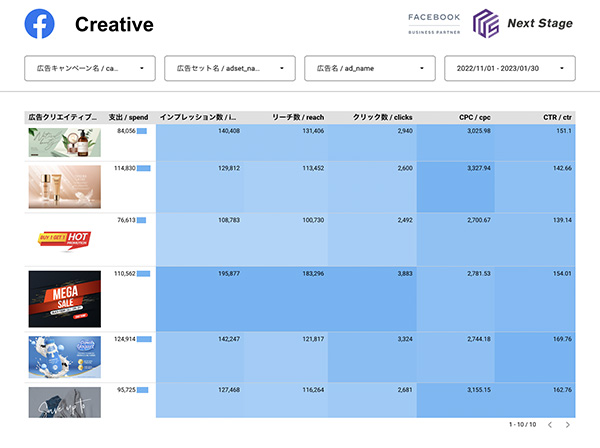 Creative
FACEBOOK
BUSINESS PARTNER
Next Stage
広告キャンペーン名 / ca...
広告セット名 / adset_na...
広告名 / ad_name
2022/11/01 - 2023/01/30
広告クリエイティブ... 支出 / spend インプレッション数 / i... リーチ数 / reach クリック数 / clicks CPC / cpc CTR / ctr
84,056 140,408 131,406 2,940 3,025.98 151.1
114,830 129,812 113,452 2,600 3,327.94 142.66
76,613 108,783 100,730 2,492 2,700.67 139.14
BUY 1 GET 1
HOT
PROMOTION
110,562 195,877 183,296 3,883 2,781.53 154.01
MEGA
SALE
124,914 142,247 121,817 3,324 2,744.18 169.76
95,725 127,468 116,264 2,681 3,155.15 162.76
Save up to
1 - 10 / 10